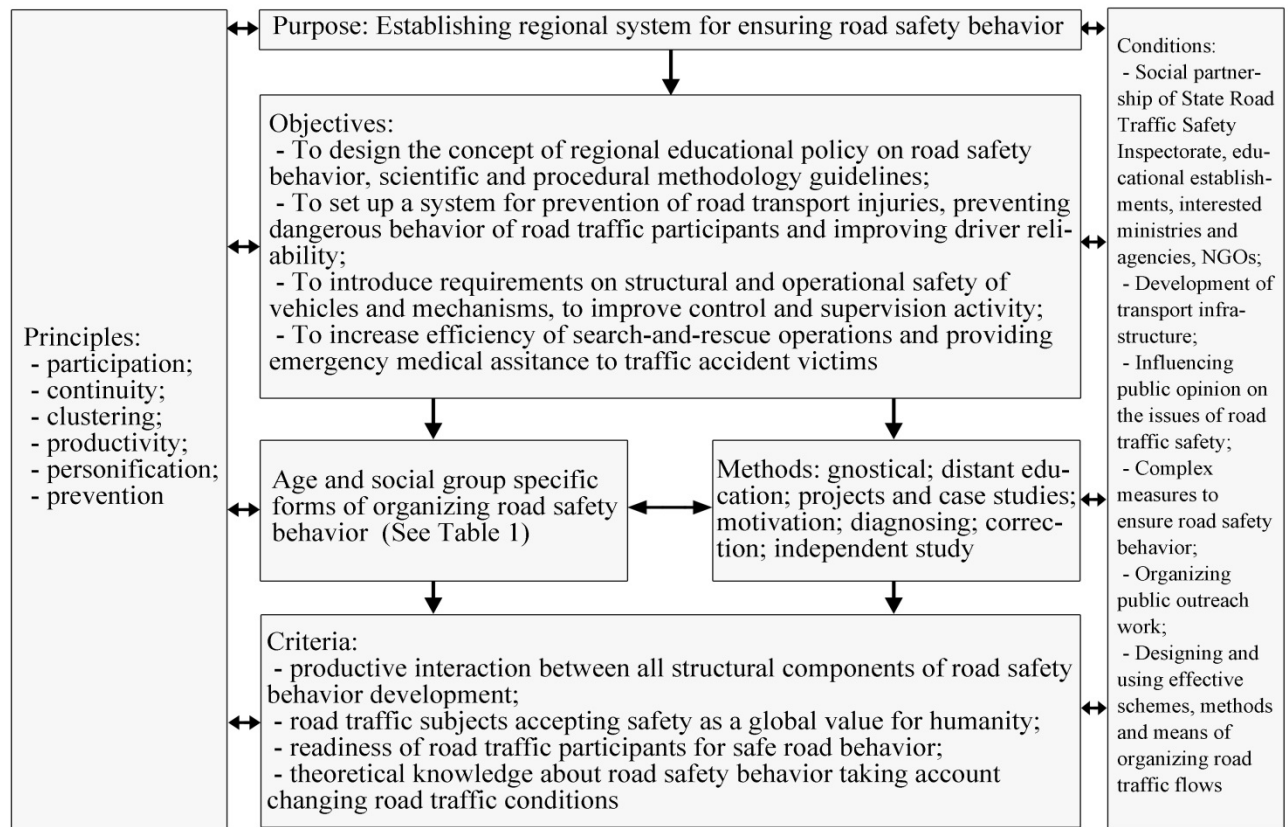 Purpose: Establishing regional system for ensuring road safety behavior
Objectives:
- To design the concept of regional educational policy on road safety
behavior, scientific and procedural methodology guidelines;
- To set up a system for prevention of road transport injuries, preventing
dangerous behavior of road traffic participants and improving driver reli-
ability;
- To introduce requirements on structural and operational safety of
vehicles and mechanisms, to improve control and supervision activity;
- To increase efficiency of search-and-rescue operations and providing
emergency medical assitance to traffic accident victims
Principles:
- participation;
- continuity;
- clustering;
- productivity;
- personification;
- prevention
Age and social group specific
forms of organizing road safety
behavior (See Table 1)
Methods: gnostical; distant edu-
cation; projects and case studies;
motivation; diagnosing; correc-
tion; independent study
Criteria:
- productive interaction between all structural components of road safety
behavior development;
- road traffic subjects accepting safety as a global value for humanity;
- readiness of road traffic participants for safe road behavior;
- theoretical knowledge about road safety behavior taking account
changing road traffic conditions
Conditions:
- Social partner-
ship of State Road
Traffic Safety
Inspectorate, edu-
cational establish-
ments, interested
ministries and
agencies, NGOs;
- Development of
transport infra-
structure;
- Influencing
public opinion on
the issues of road
traffic safety;
- Complex
measures to
ensure road safety
behavior;
- Organizing
public outreach
work;
- Designing and
using effective
schemes, methods
and means of
organizing road
traffic flows